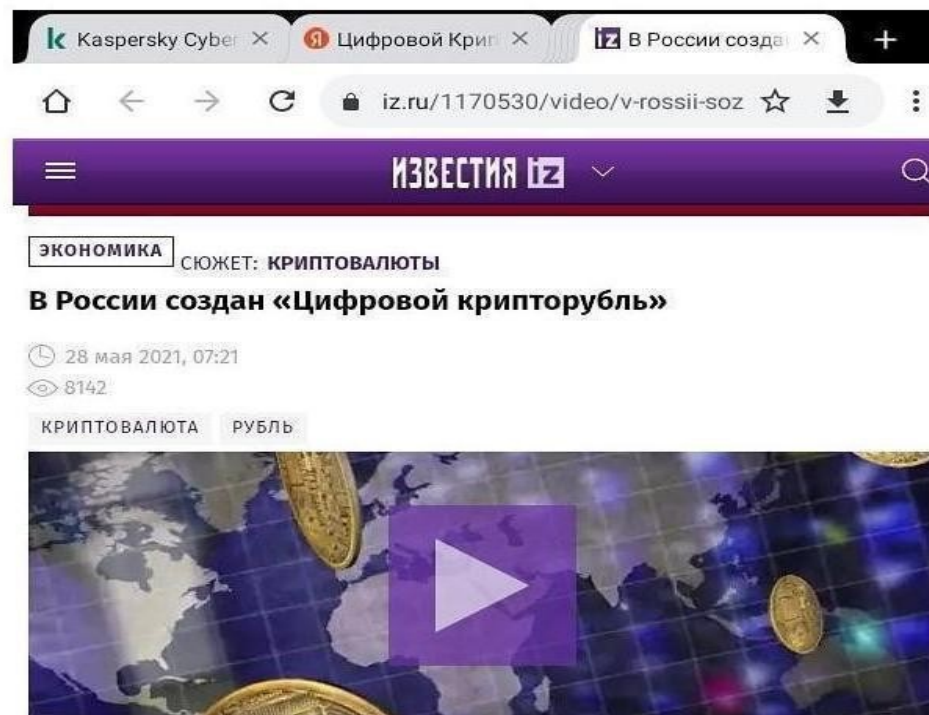 Kaspersky Cyber
Цифровой Крип
В России созда
iz.ru/1170530/video/v-rossii-soz
ИЗВЕСТИЯ iz
ЭКОНОМИКА
СЮЖЕТ: КРИПТОВАЛЮТЫ
В России создан «Цифровой крипторубль»
28 мая 2021, 07:21
8142
КРИПТОВАЛЮТА РУБЛЬ